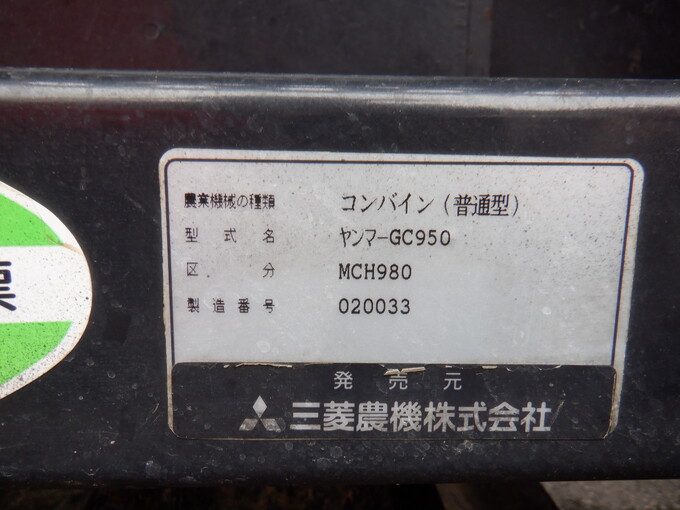 農業機械の種類 コンバイン(普通型)
型式名 ヤンマーGC950
区分 MCH980
製造番号 020033
発売元
三菱農機株式会社